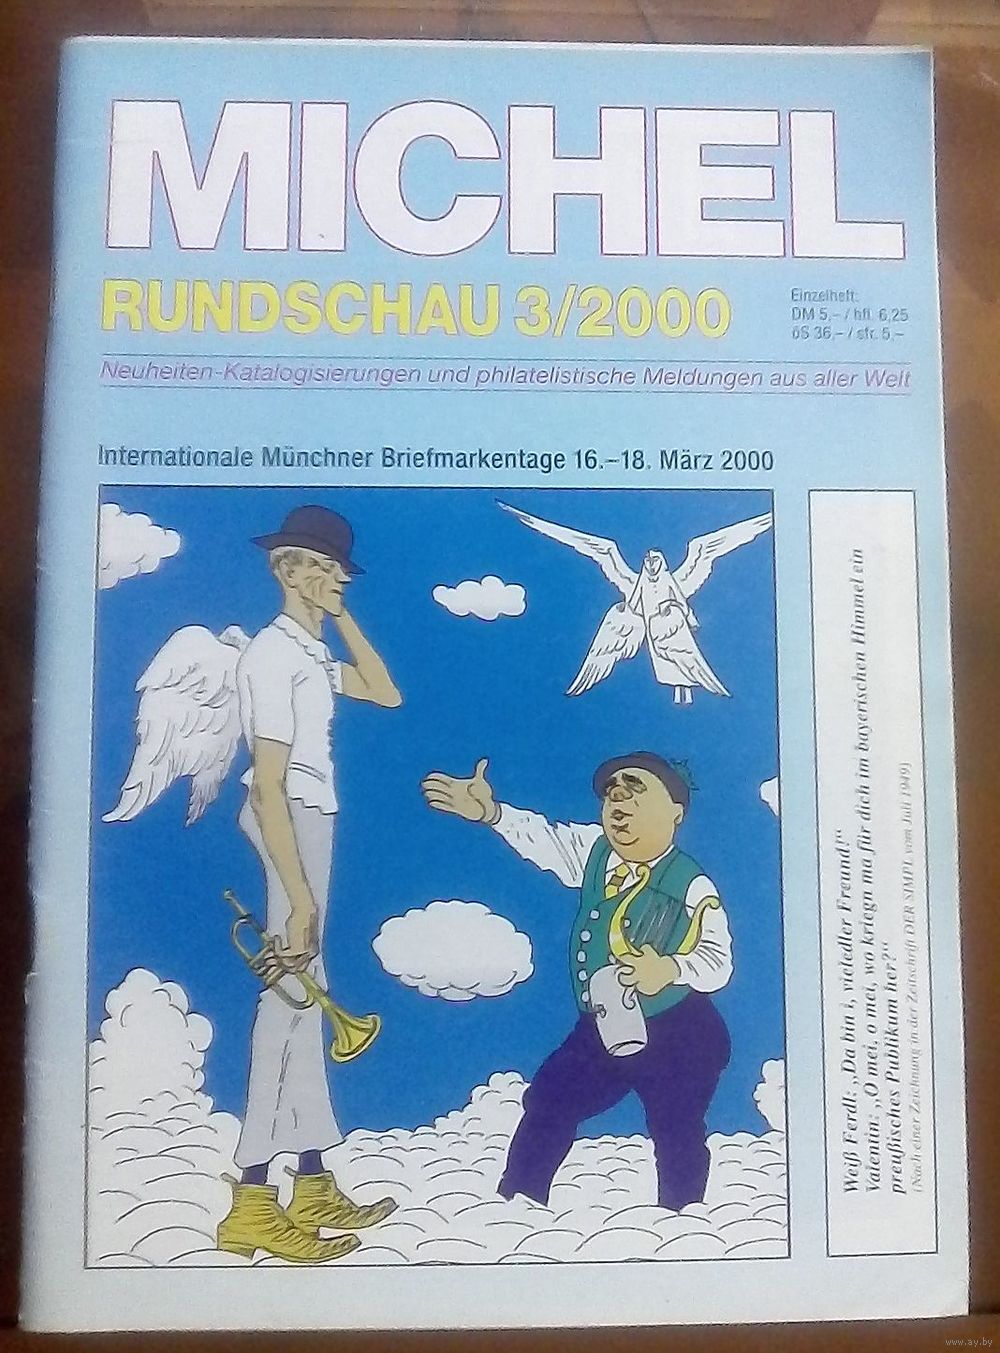 MICHEL
RUNDSCHAU 3/2000
Einzelheft:
DM 5,– / hfl. 6,25
öS 36,– / sfr. 5,–
Neuheiten-Katalogisierungen und philatelistische Meldungen aus aller Welt
Internationale Münchner Briefmarkentage 16.–18. März 2000
Weiß Ferdl: „Da bin i, vieledler Freund!“
Valentin: „O mei, o mei, wo kriegn ma für dich im bayerischen Himmel ein
preußisches Publikum her?“
(Nach einer Zeichnung in der Zeitschrift DER SIMPL vom Juli 1949)
www.ay.by